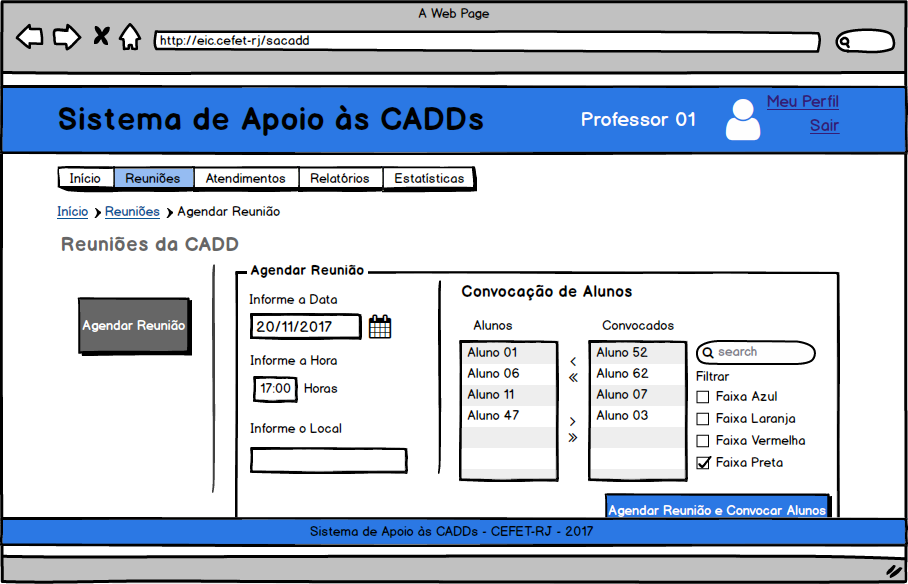 A Web Page
http://eic.cefet-rj/sacadd
Sistema de Apoio às CADDs
Professor 01
Meu Perfil
Sair
Início Reuniões Atendimentos Relatórios Estatísticas
Início Reuniões Agendar Reunião
Reuniões da CADD
Agendar Reunião
Agendar Reunião
Informe a Data
20/11/2017
Informe a Hora
17:00 Horas
Informe o Local
Convocação de Alunos
Alunos
Aluno 01
Aluno 06
Aluno 11
Aluno 47
<
«
>
»
Convocados
Aluno 52
Aluno 62
Aluno 07
Aluno 03
search
Filtrar
Faixa Azul
Faixa Laranja
Faixa Vermelha
Faixa Preta
Agendar Reunião e Convocar Alunos
Sistema de Apoio às CADDs - CEFET-RJ - 2017